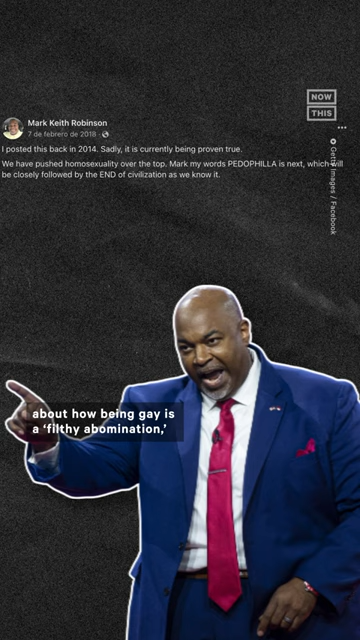 NOW
THIS
Mark Keith Robinson
7 de febrero de 2018 ·
I posted this back in 2014. Sadly, it is currently being proven true.
We have pushed homosexuality over the top. Mark my words PEDOPHILLA is next, which will
be closely followed by the END of civilization as we know it.
Getty Images / Facebook
about how being gay is
a ‘filthy abomination,’